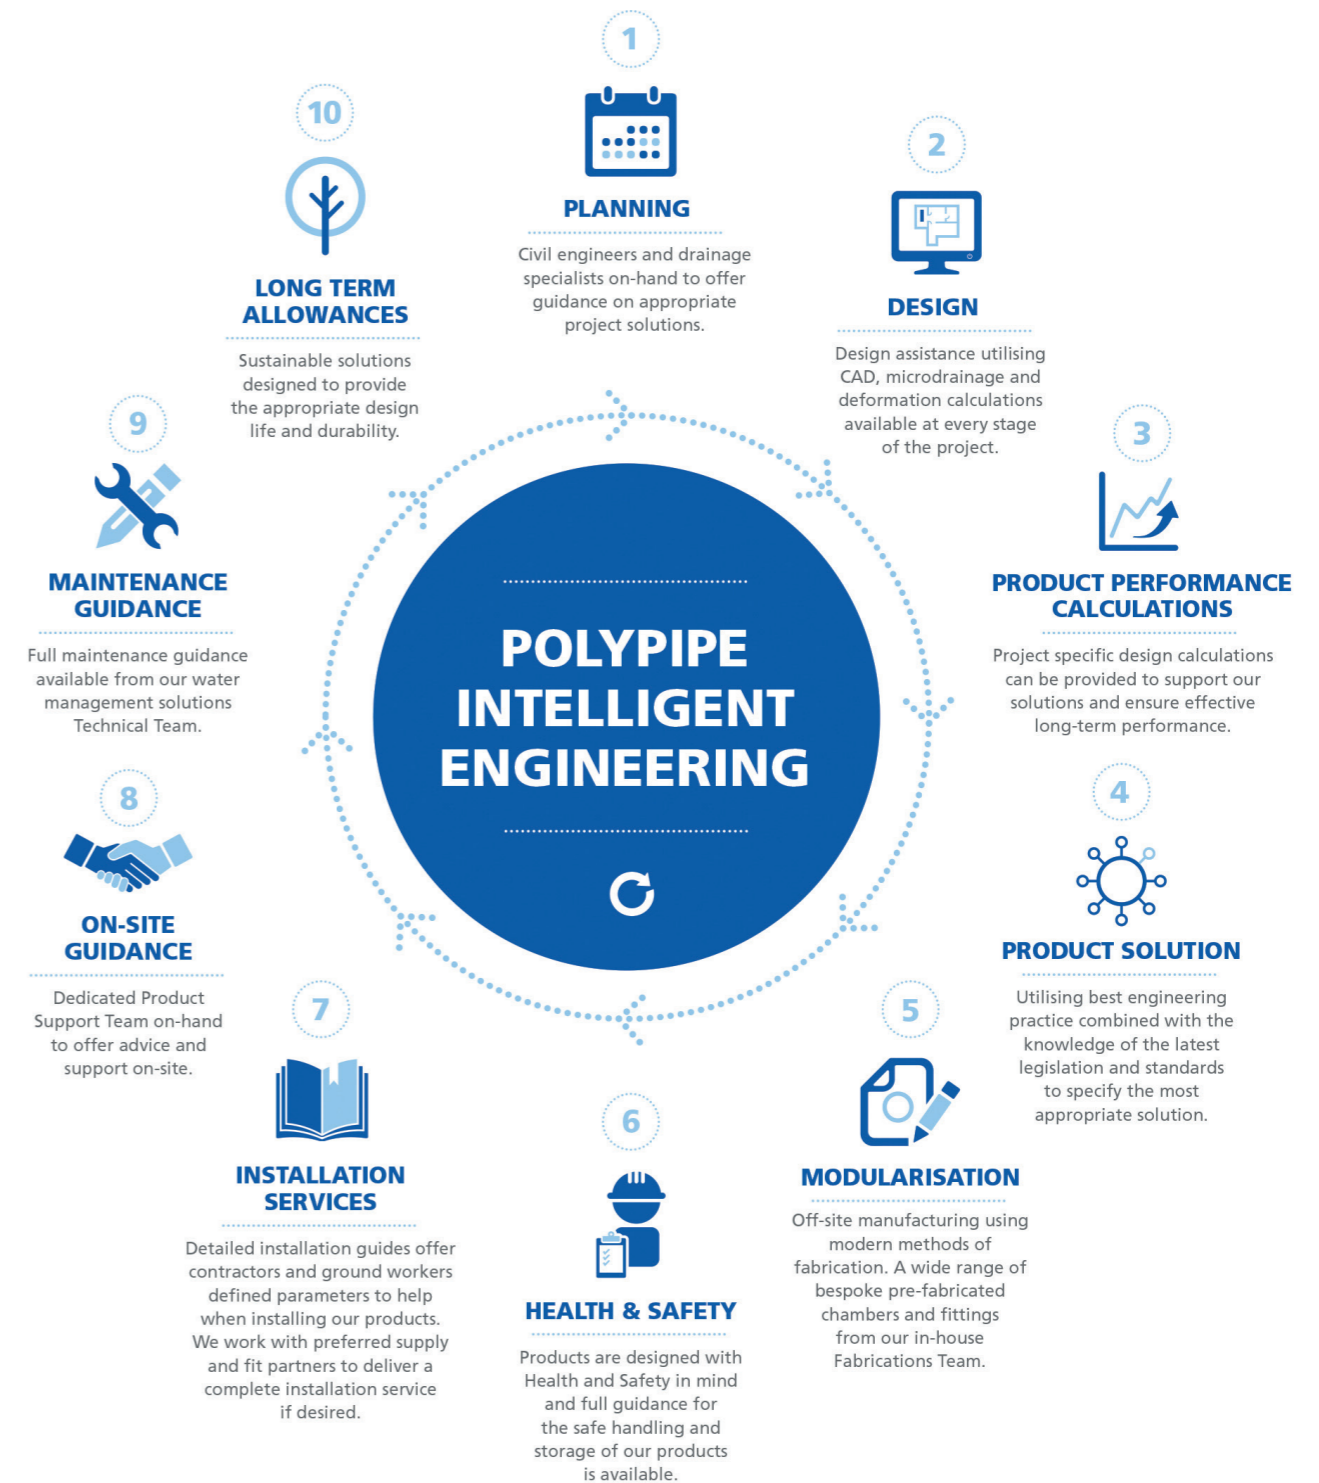 POLYPIPE
INTELLIGENT
ENGINEERING
1
PLANNING
Civil engineers and drainage
specialists on-hand to offer
guidance on appropriate
project solutions.
2
DESIGN
Design assistance utilising
CAD, microdrainage and
deformation calculations
available at every stage
of the project.
3
PRODUCT PERFORMANCE
CALCULATIONS
Project specific design calculations
can be provided to support our
solutions and ensure effective
long-term performance.
4
PRODUCT SOLUTION
Utilising best engineering
practice combined with the
knowledge of the latest
legislation and standards
to specify the most
appropriate solution.
5
MODULARISATION
Off-site manufacturing using
modern methods of
fabrication. A wide range of
bespoke pre-fabricated
chambers and fittings
from our in-house
Fabrications Team.
6
HEALTH & SAFETY
Products are designed with
Health and Safety in mind
and full guidance for
the safe handling and
storage of our products
is available.
7
INSTALLATION
SERVICES
Detailed installation guides offer
contractors and ground workers
defined parameters to help
when installing our products.
We work with preferred supply
and fit partners to deliver a
complete installation service
if desired.
8
ON-SITE
GUIDANCE
Dedicated Product
Support Team on-hand
to offer advice and
support on-site.
9
MAINTENANCE
GUIDANCE
Full maintenance guidance
available from our water
management solutions
Technical Team.
10
LONG TERM
ALLOWANCES
Sustainable solutions
designed to provide
the appropriate design
life and durability.